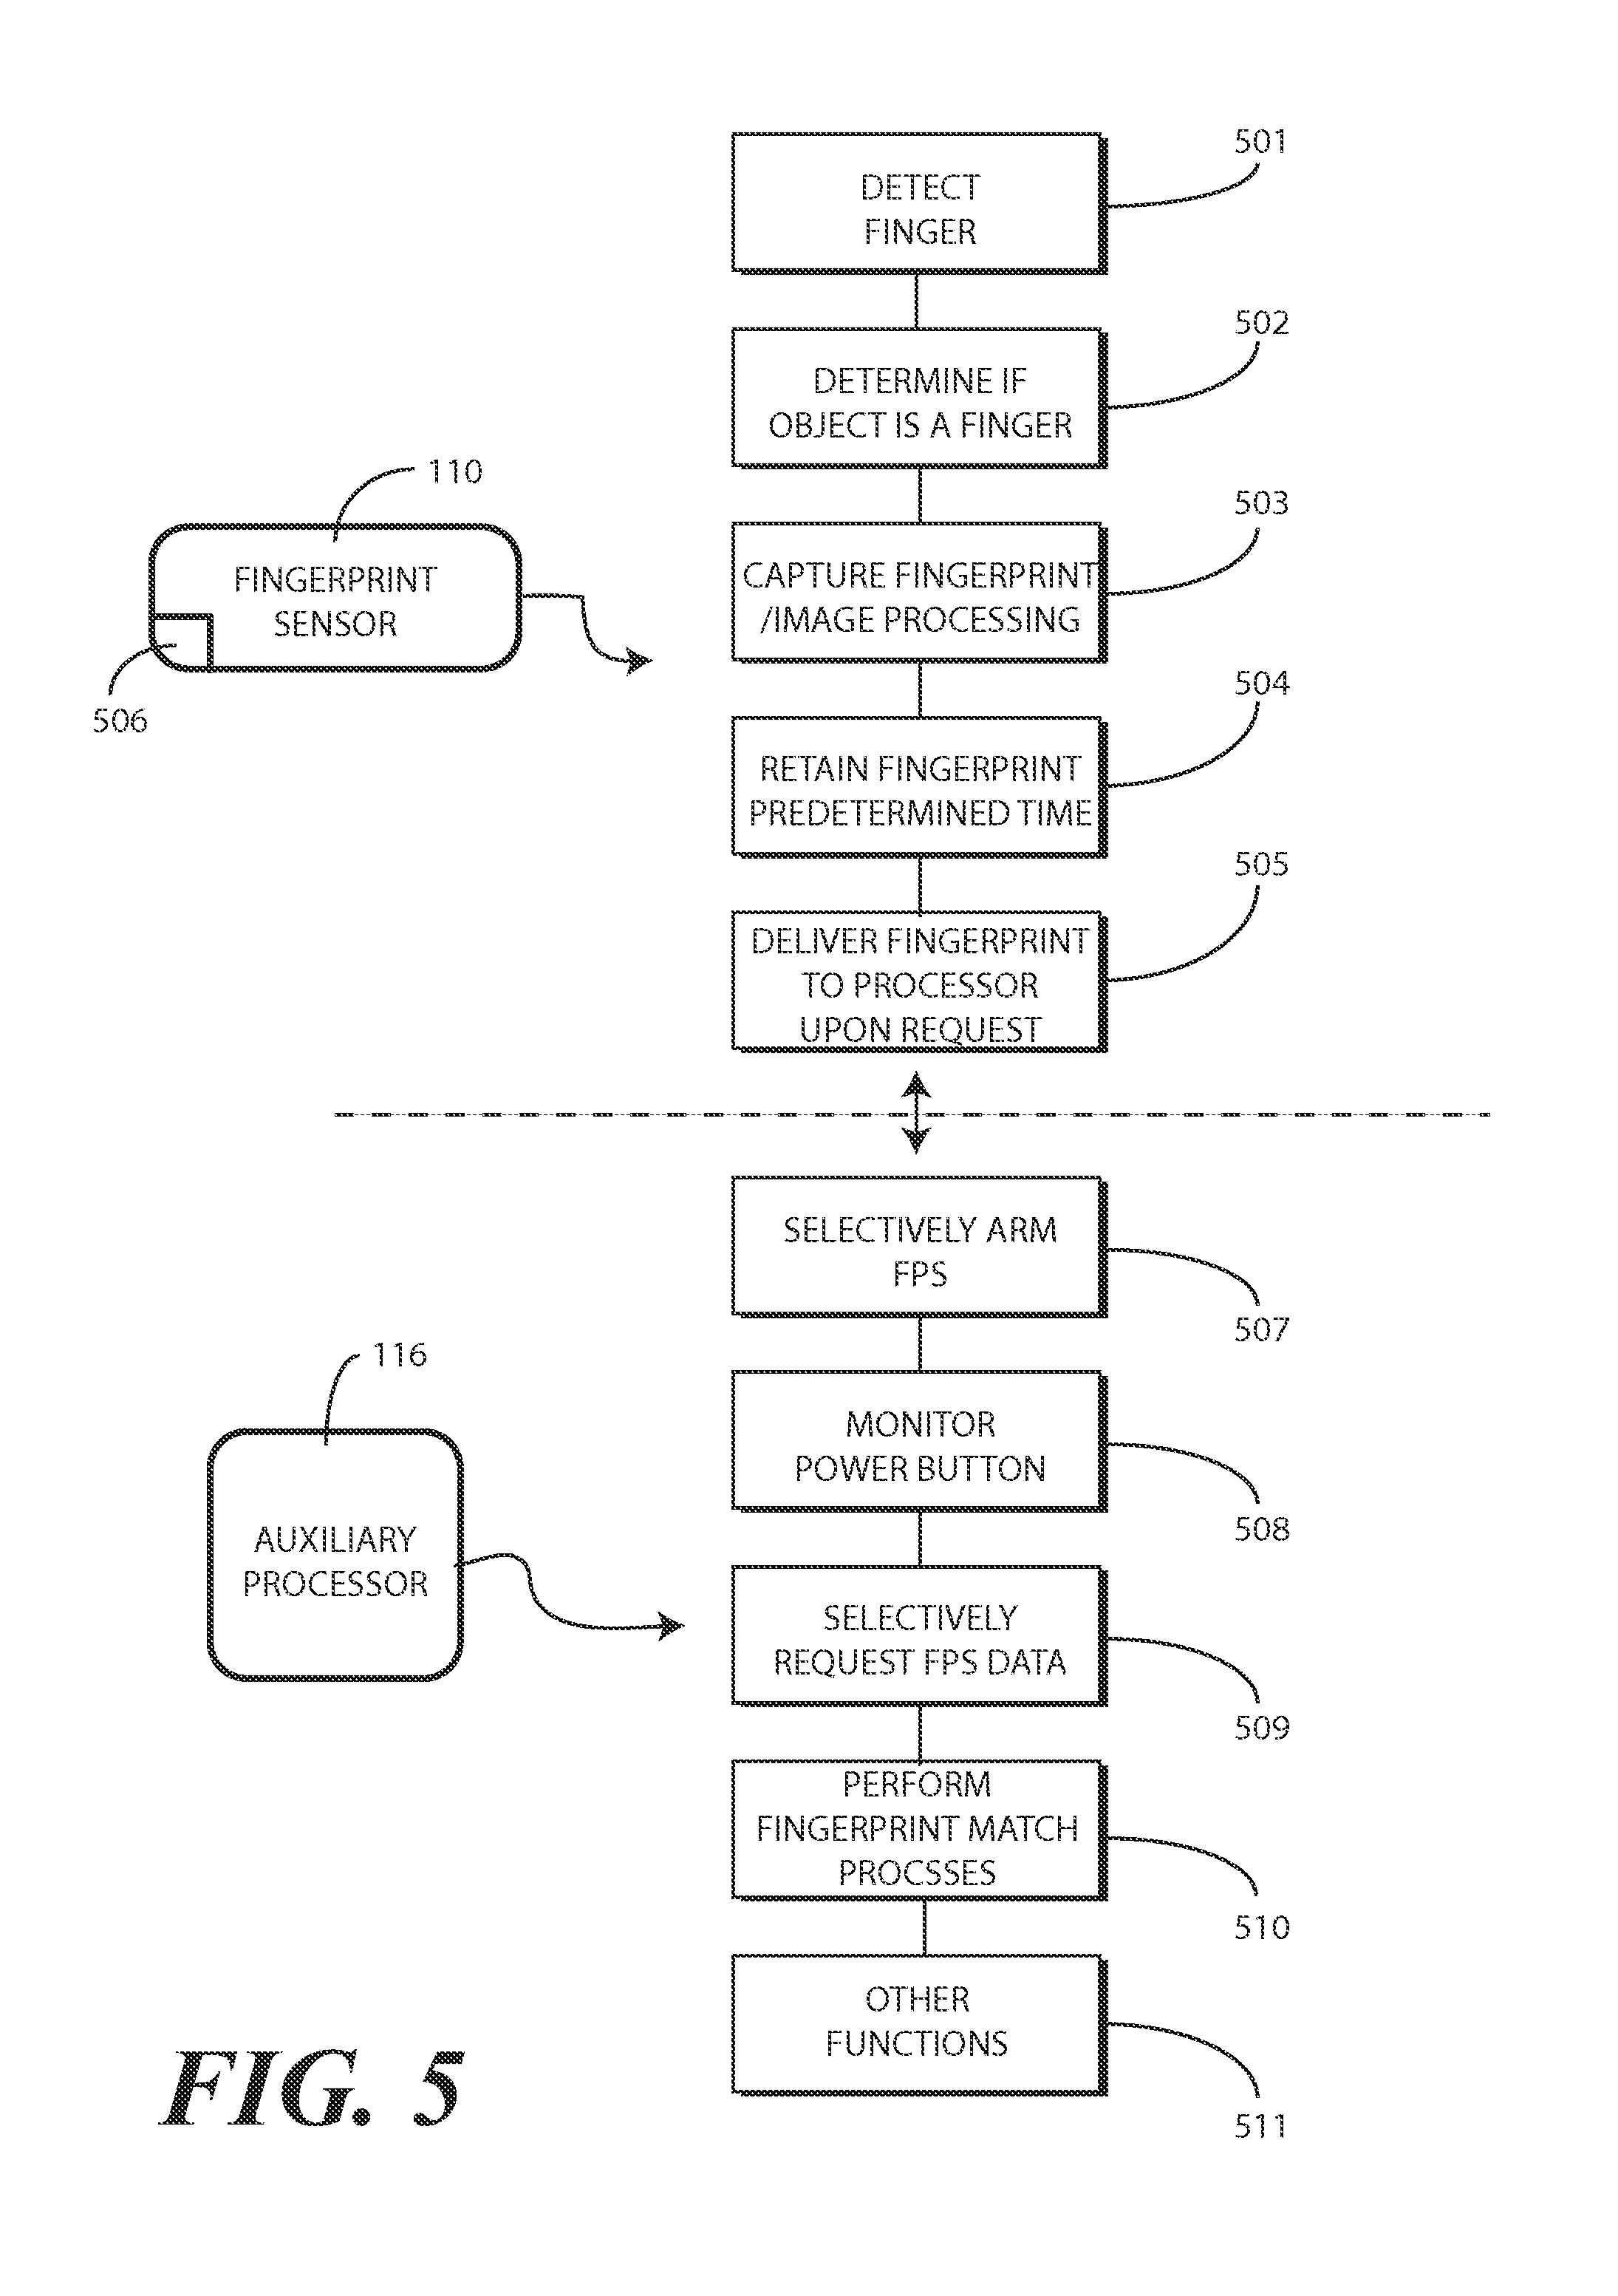 501
DETECT
FINGER
502
DETERMINE IF
OBJECT IS A FINGER
110
503
FINGERPRINT
SENSOR
CAPTURE FINGERPRINT
/IMAGE PROCESSING
506
504
RETAIN FINGERPRINT
PREDETERMINED TIME
505
DELIVER FINGERPRINT
TO PROCESSOR
UPON REQUEST
SELECTIVELY ARM
FPS
507
116
MONITOR
POWER BUTTON
508
AUXILIARY
PROCESSOR
SELECTIVELY
REQUEST FPS DATA
509
PERFORM
FINGERPRINT MATCH
PROCSSES
510
OTHER
FUNCTIONS
511
FIG. 5